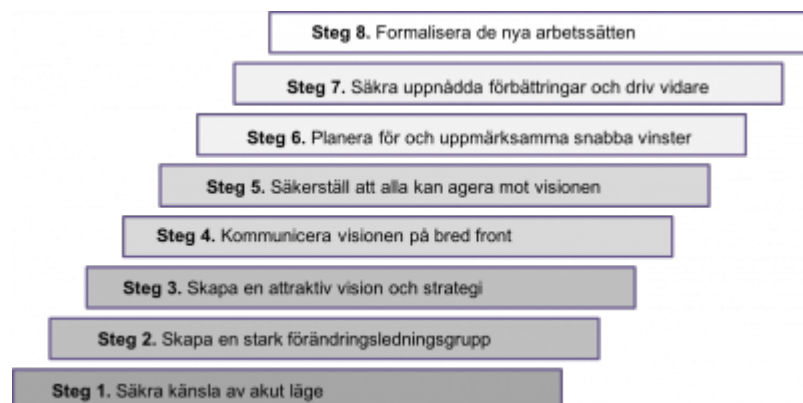 Steg 8. Formalisera de nya arbetssätten
Steg 7. Säkra uppnådda förbättringar och driv vidare
Steg 6. Planera för och uppmärksamma snabba vinster
Steg 5. Säkerställ att alla kan agera mot visionen
Steg 4. Kommunicera visionen på bred front
Steg 3. Skapa en attraktiv vision och strategi
Steg 2. Skapa en stark förändringsledningsgrupp
Steg 1. Säkra känsla av akut läge